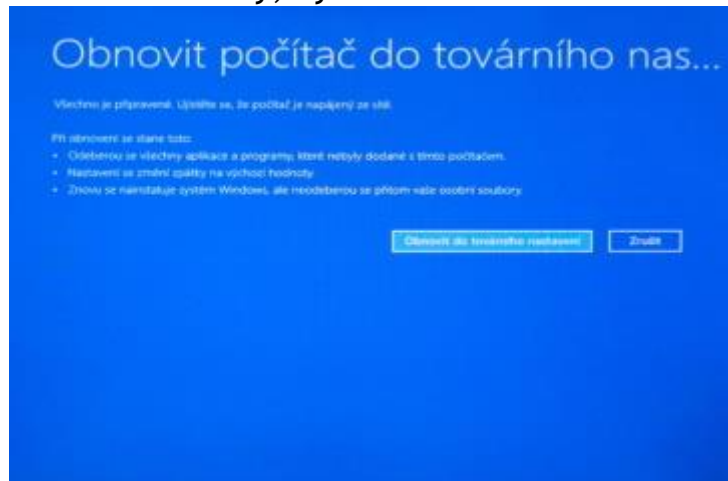 Obnovit počítač do továrního nas...
Všechno je připravené. Ujistěte se, že počítač je napájený ze sítě.
Při obnovení se stane toto:
• Odeberou se všechny aplikace a programy, které nebyly dodané s tímto počítačem.
• Nastavení se změní zpátky na výchozí hodnoty.
• Znovu se nainstaluje systém Windows, ale neodeberou se přitom vaše osobní soubory.
Obnovit do továrního nastavení
Zrušit